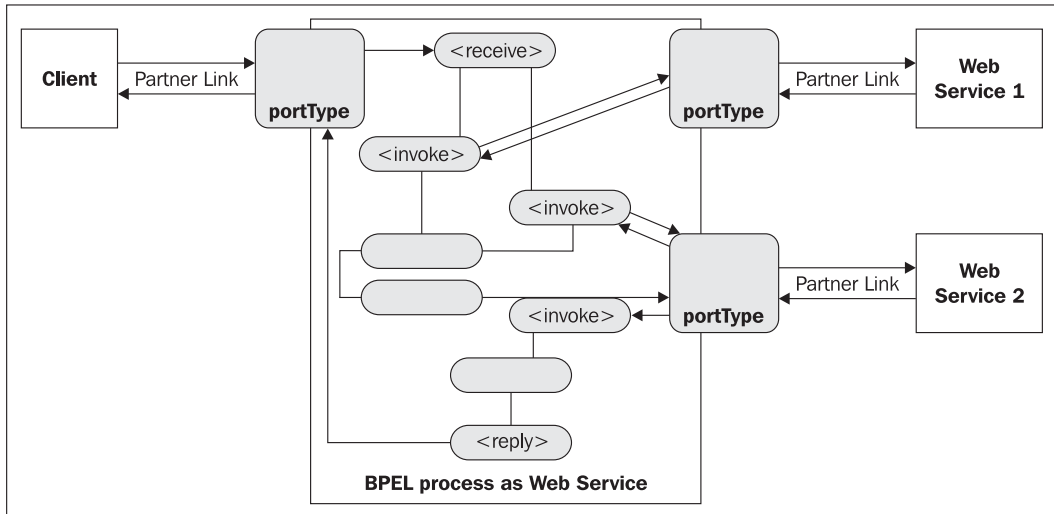 Client
Partner Link
portType
<receive>
portType
Partner Link
Web
Service 1
<invoke>
<invoke>
portType
Partner Link
Web
Service 2
<invoke>
<reply>
BPEL process as Web Service